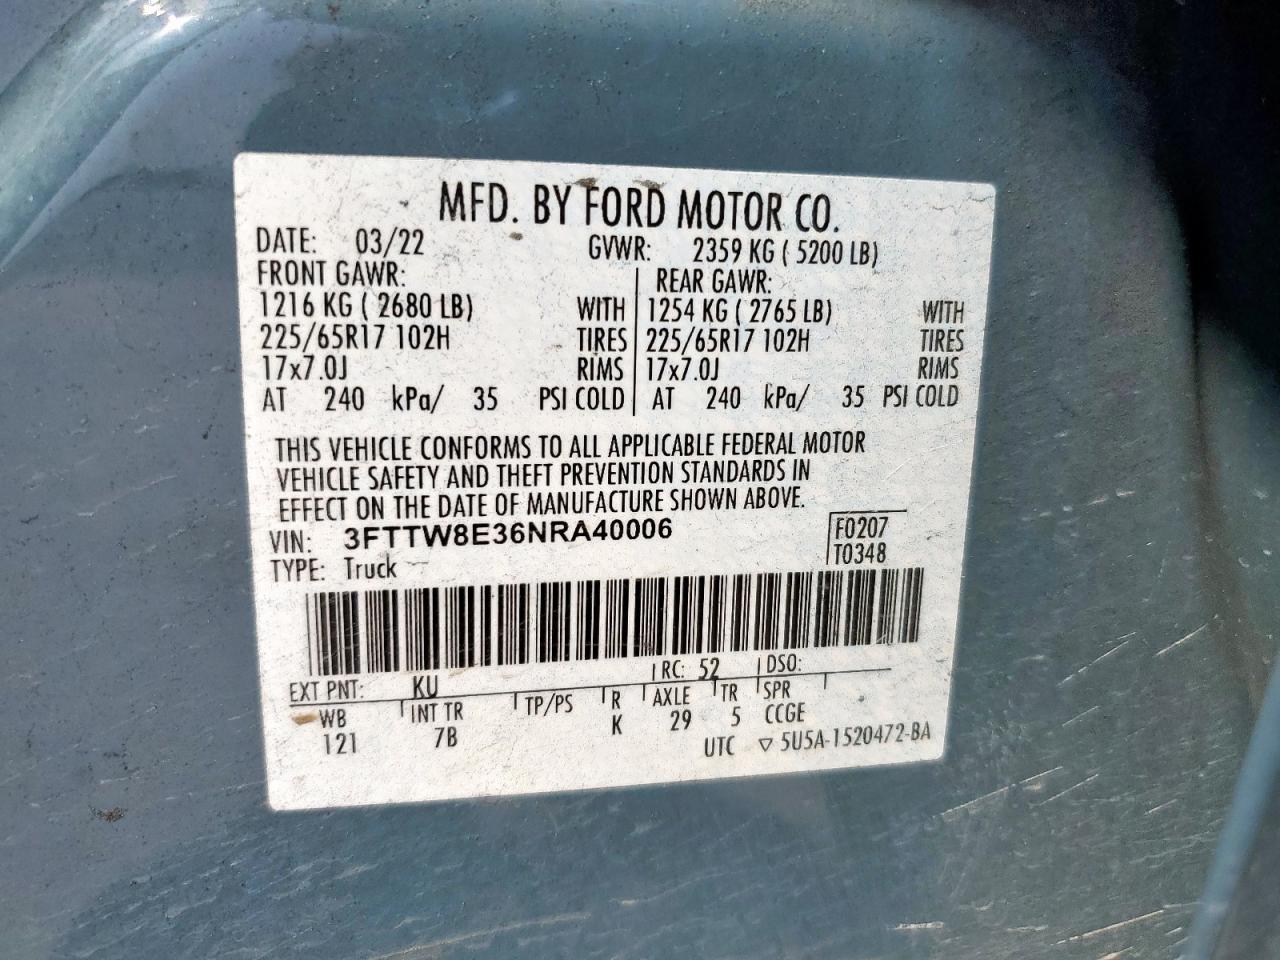 MFD. BY FORD MOTOR CO.
DATE: 03/22 GVWR: 2359 KG ( 5200 LB)
FRONT GAWR: REAR GAWR:
1216 KG ( 2680 LB) WITH 1254 KG ( 2765 LB) WITH
225/65R17 102H TIRES 225/65R17 102H TIRES
17x7.0J RIMS 17x7.0J RIMS
AT 240 kPa/ 35 PSI COLD AT 240 kPa/ 35 PSI COLD
THIS VEHICLE CONFORMS TO ALL APPLICABLE FEDERAL MOTOR
VEHICLE SAFETY AND THEFT PREVENTION STANDARDS IN
EFFECT ON THE DATE OF MANUFACTURE SHOWN ABOVE.
VIN: 3FTTW8E36NRA40006 F0207
TYPE: Truck T0348
EXT PNT: KU RC: 52 DSO:
WB INT TR TP/PS R AXLE TR SPR
121 7B K 29 5 CCGE
UTC ▽ 5U5A-1520472-BA